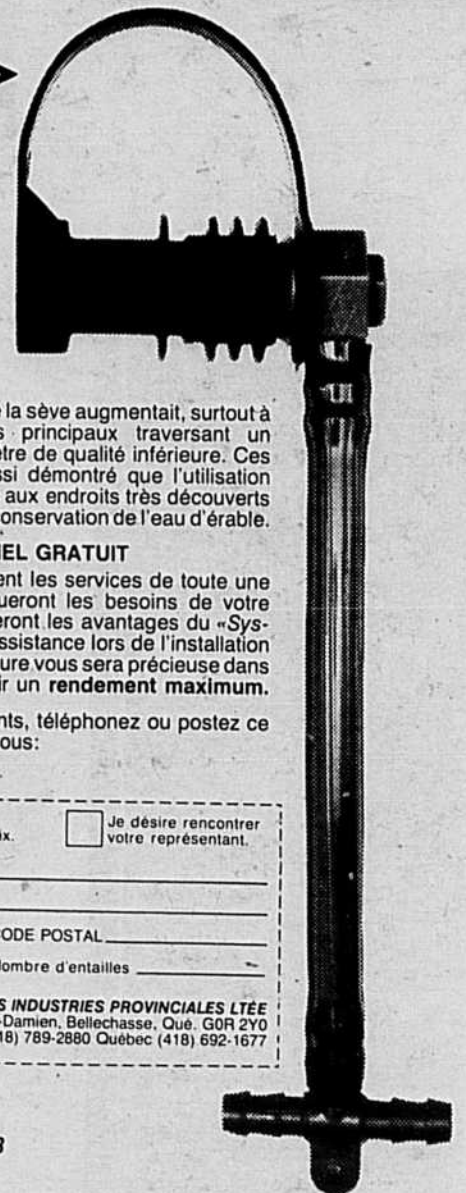 la sève augmentait, surtout à
principaux traversant un
être de qualité inférieure. Ces
ssi démontré que l'utilisation
aux endroits très découverts
onservation de l'eau d'érable.
EL GRATUIT
ent les services de toute une
ueront les besoins de votre
eront les avantages du «Sys-
ssistance lors de l'installation
ure vous sera précieuse dans
ir un rendement maximum.
nts, téléphonez ou postez ce
ous:
ix.
Je désire rencontrer
votre représentant.
ODE POSTAL
ombre d'entailles
S INDUSTRIES PROVINCIALES LTÉE
-Damien, Bellechasse, Qué. G0R 2Y0
18) 789-2880 Québec (418) 692-1677